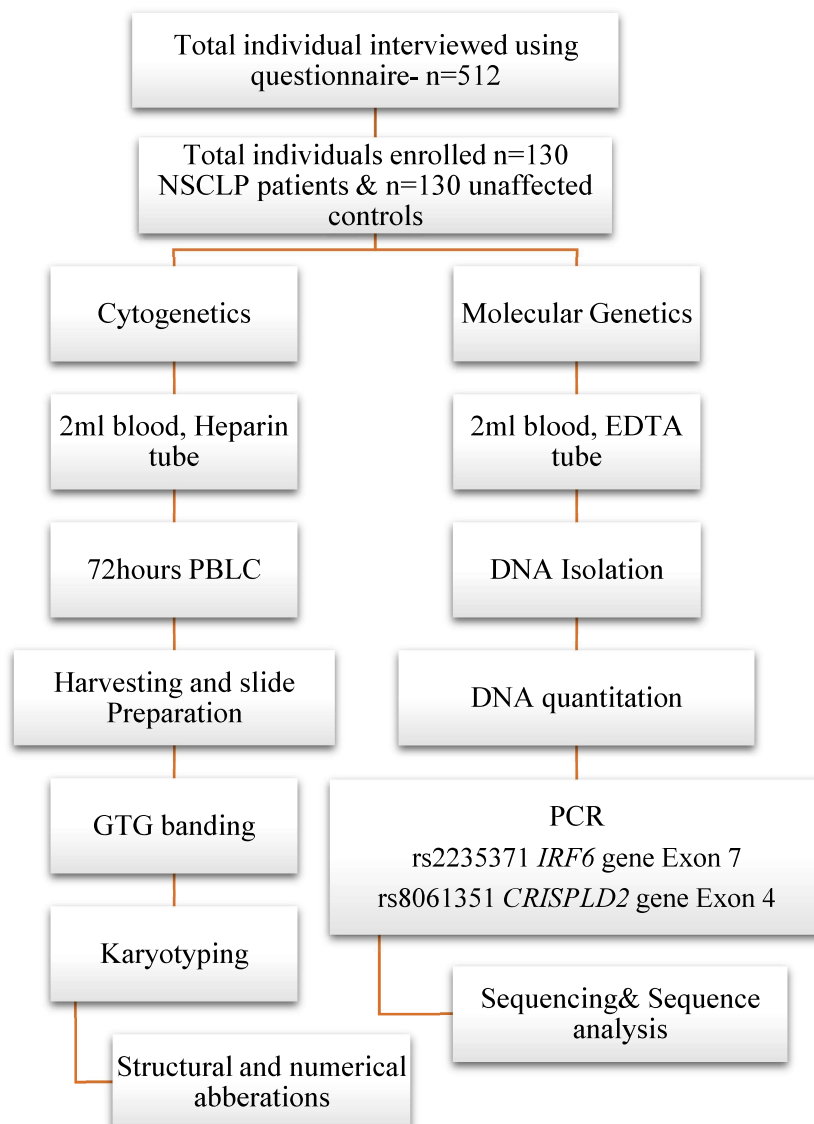 Total individual interviewed using
questionnaire- n=512
Total individuals enrolled n=130
NSCLP patients & n=130 unaffected
controls
Cytogenetics
2ml blood, Heparin
tube
72hours PBLC
Harvesting and slide
Preparation
GTG banding
Karyotyping
Structural and numerical
abberations
Molecular Genetics
2ml blood, EDTA
tube
DNA Isolation
DNA quantitation
PCR
rs2235371 IRF6 gene Exon 7
rs8061351 CRISPLD2 gene Exon 4
Sequencing& Sequence
analysis